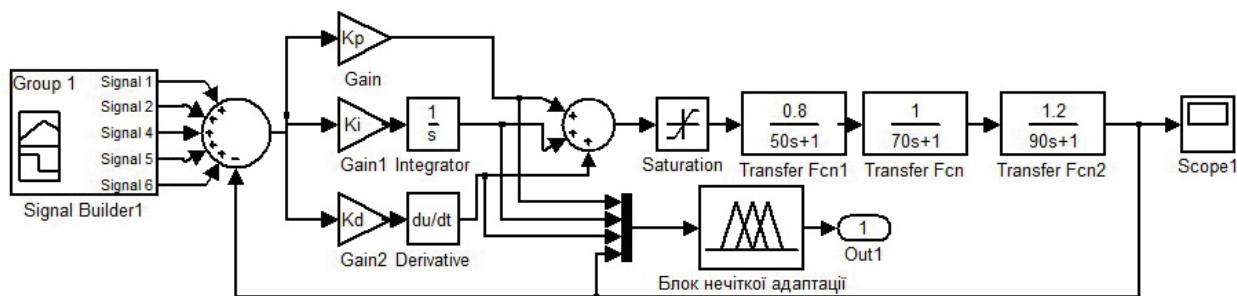 Group 1
Signal 1
Signal 2
Signal 4
Signal 5
Signal 6
Signal Builder1
+
+
+
+
+
−
Kp
Gain
Ki
Gain1
1
s
Integrator
Kd
Gain2
du/dt
Derivative
+
+
+
Saturation
0.8
50s+1
Transfer Fcn1
1
70s+1
Transfer Fcn
1.2
90s+1
Transfer Fcn2
Scope1
Блок нечіткої адаптації
1
Out1